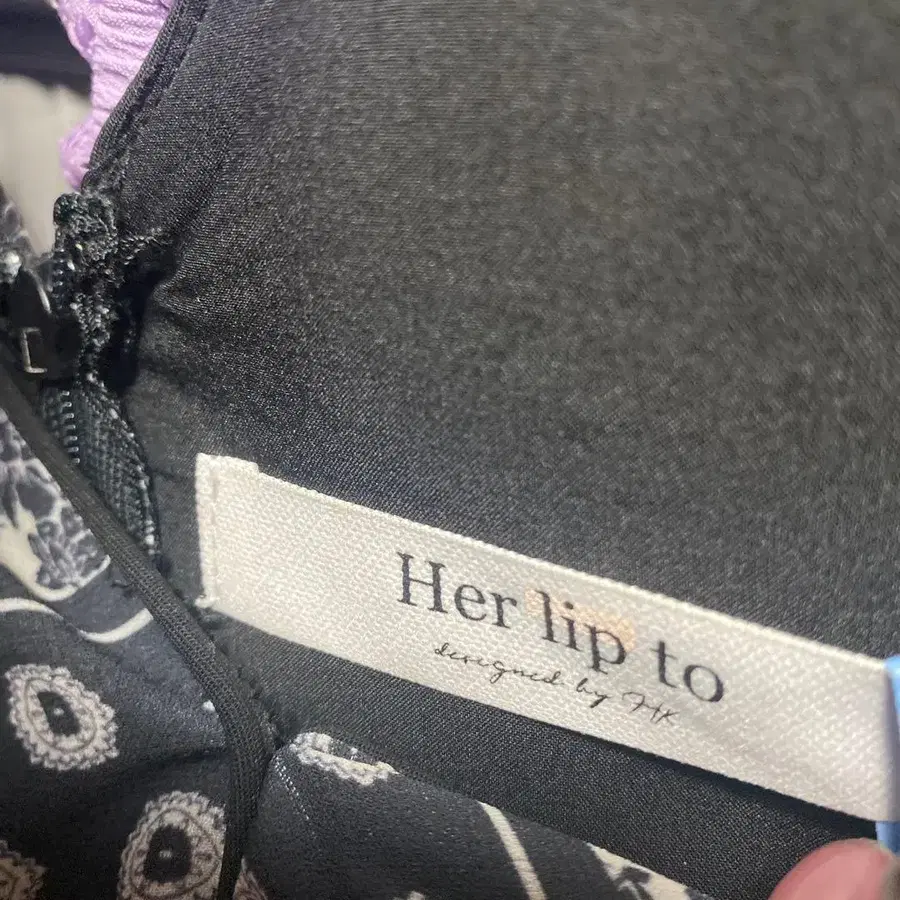 Her lip to
designed by HK